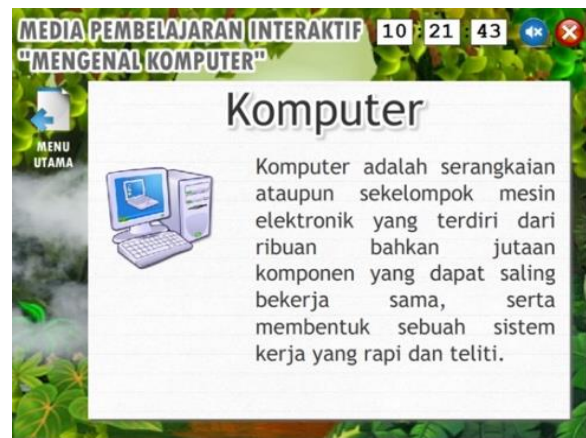 MEDIA PEMBELAJARAN INTERAKTIF 10 : 21 : 43
"MENGENAL KOMPUTER"
MENU
UTAMA
Komputer
Komputer adalah serangkaian
ataupun sekelompok mesin
elektronik yang terdiri dari
ribuan bahkan jutaan
komponen yang dapat saling
bekerja sama, serta
membentuk sebuah sistem
kerja yang rapi dan teliti.